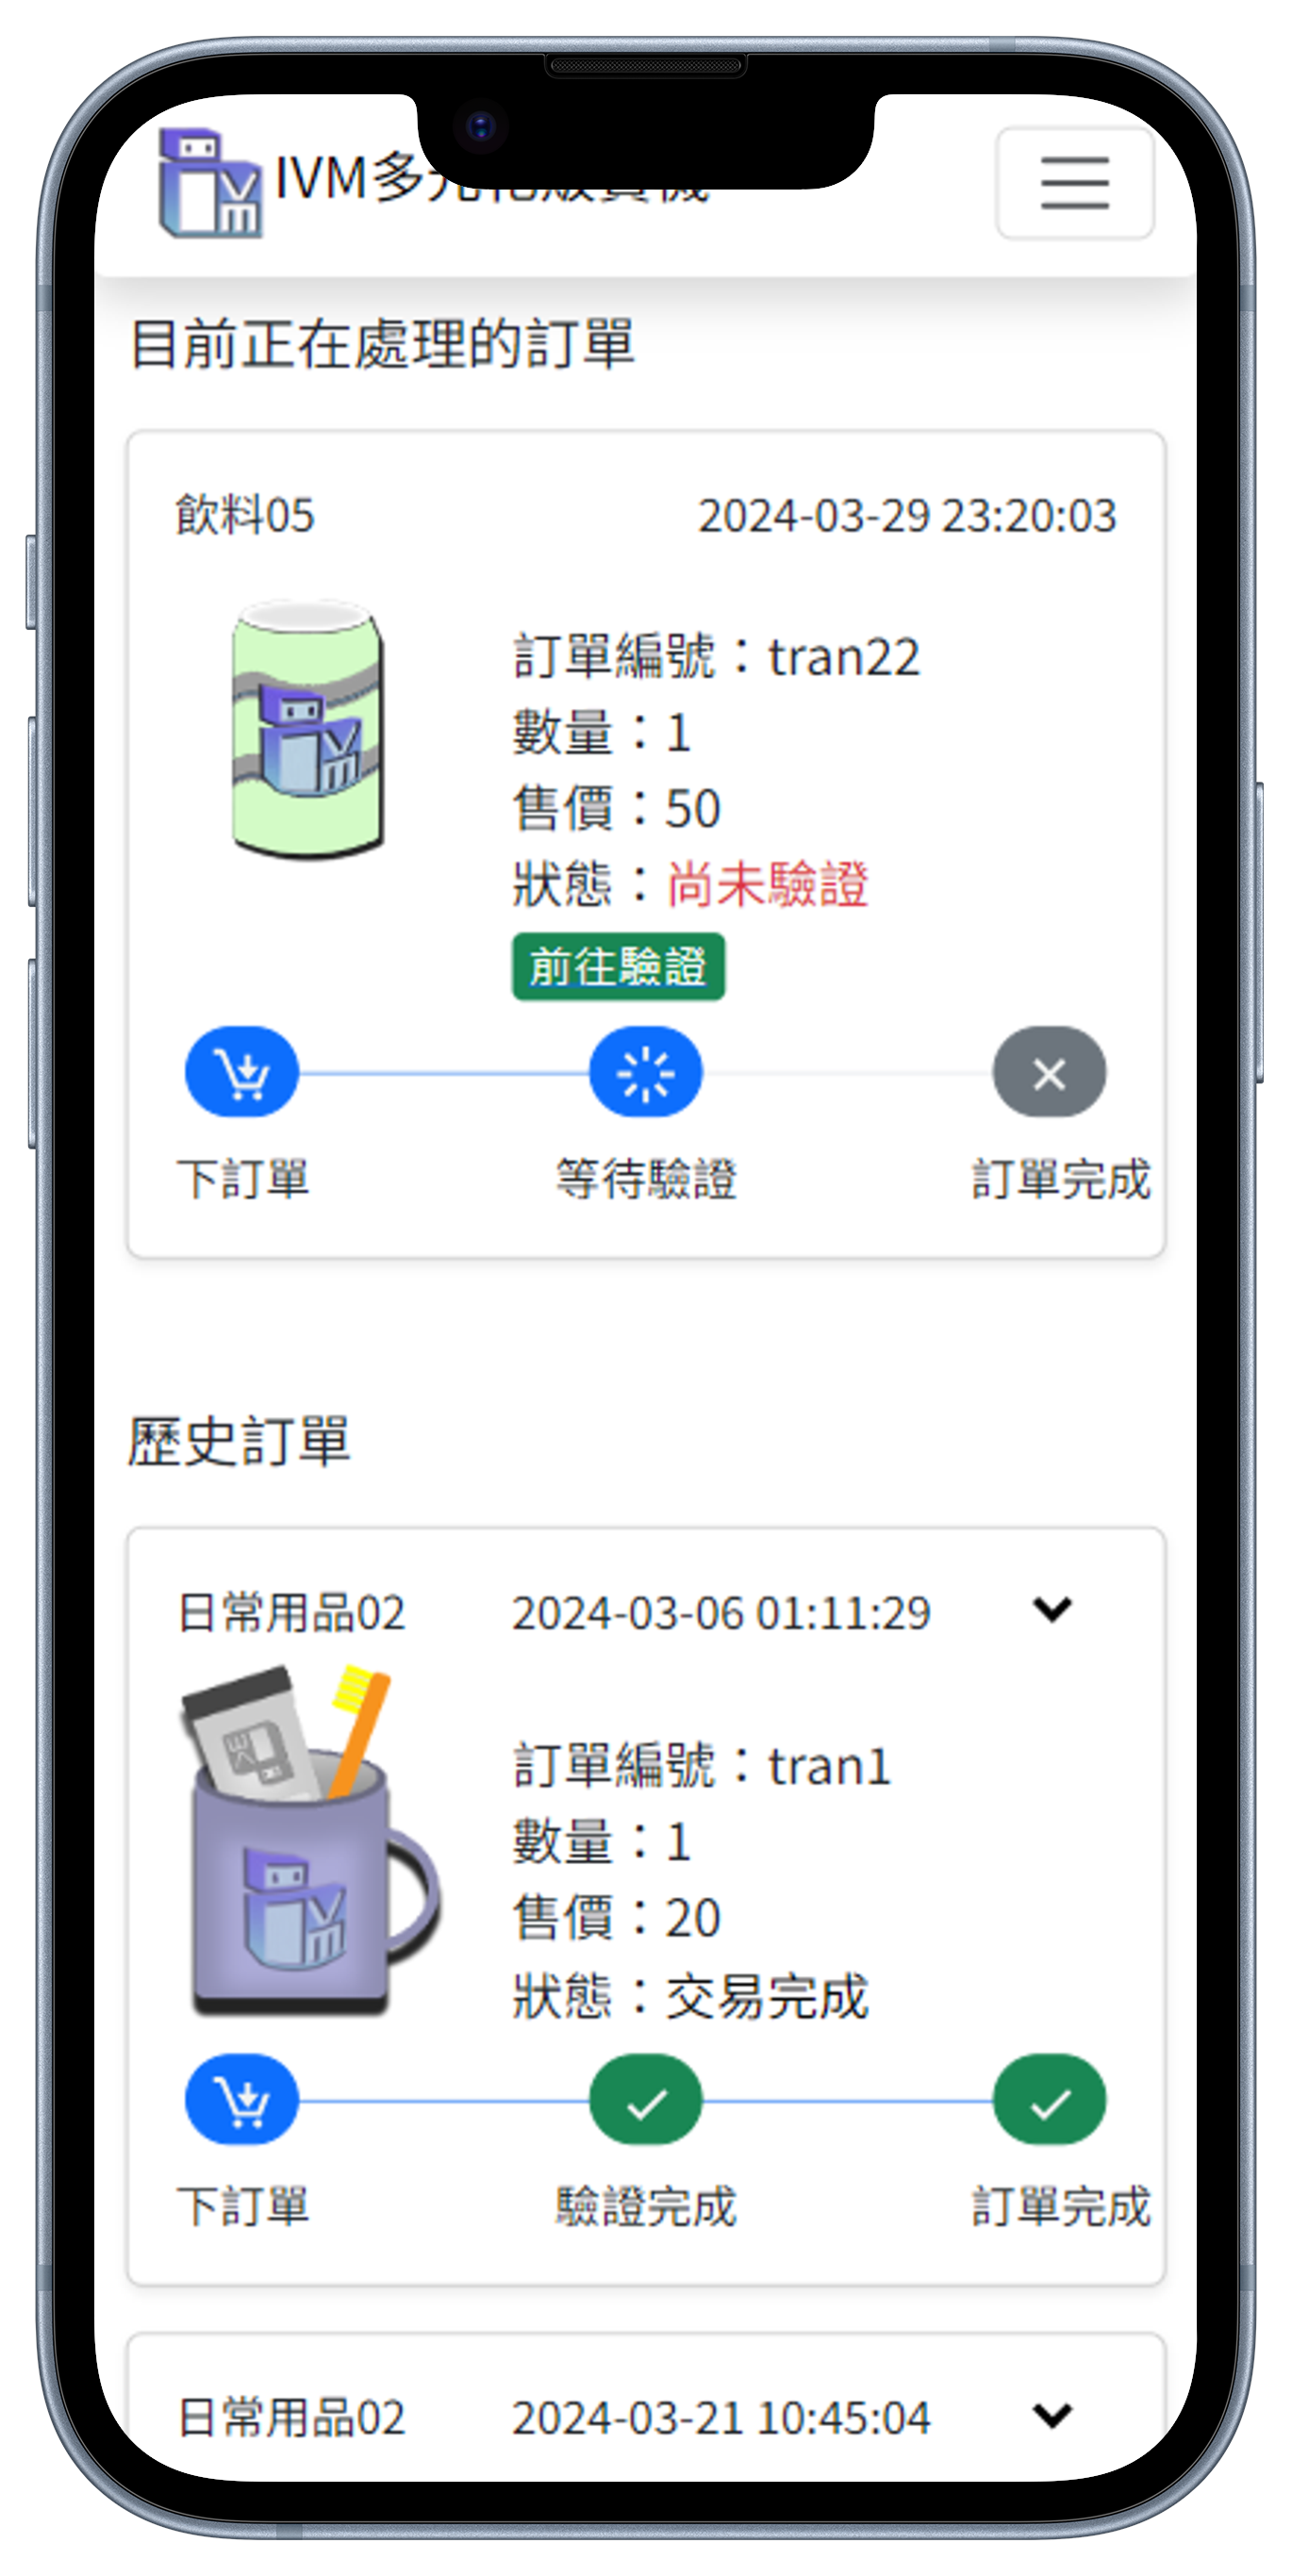 IVM多元化販賣機
目前正在處理的訂單
飲料05 2024-03-29 23:20:03
訂單編號：tran22
數量：1
售價：50
狀態：尚未驗證
前往驗證
下訂單 等待驗證 訂單完成
歷史訂單
日常用品02 2024-03-06 01:11:29
訂單編號：tran1
數量：1
售價：20
狀態：交易完成
下訂單 驗證完成 訂單完成
日常用品02 2024-03-21 10:45:04